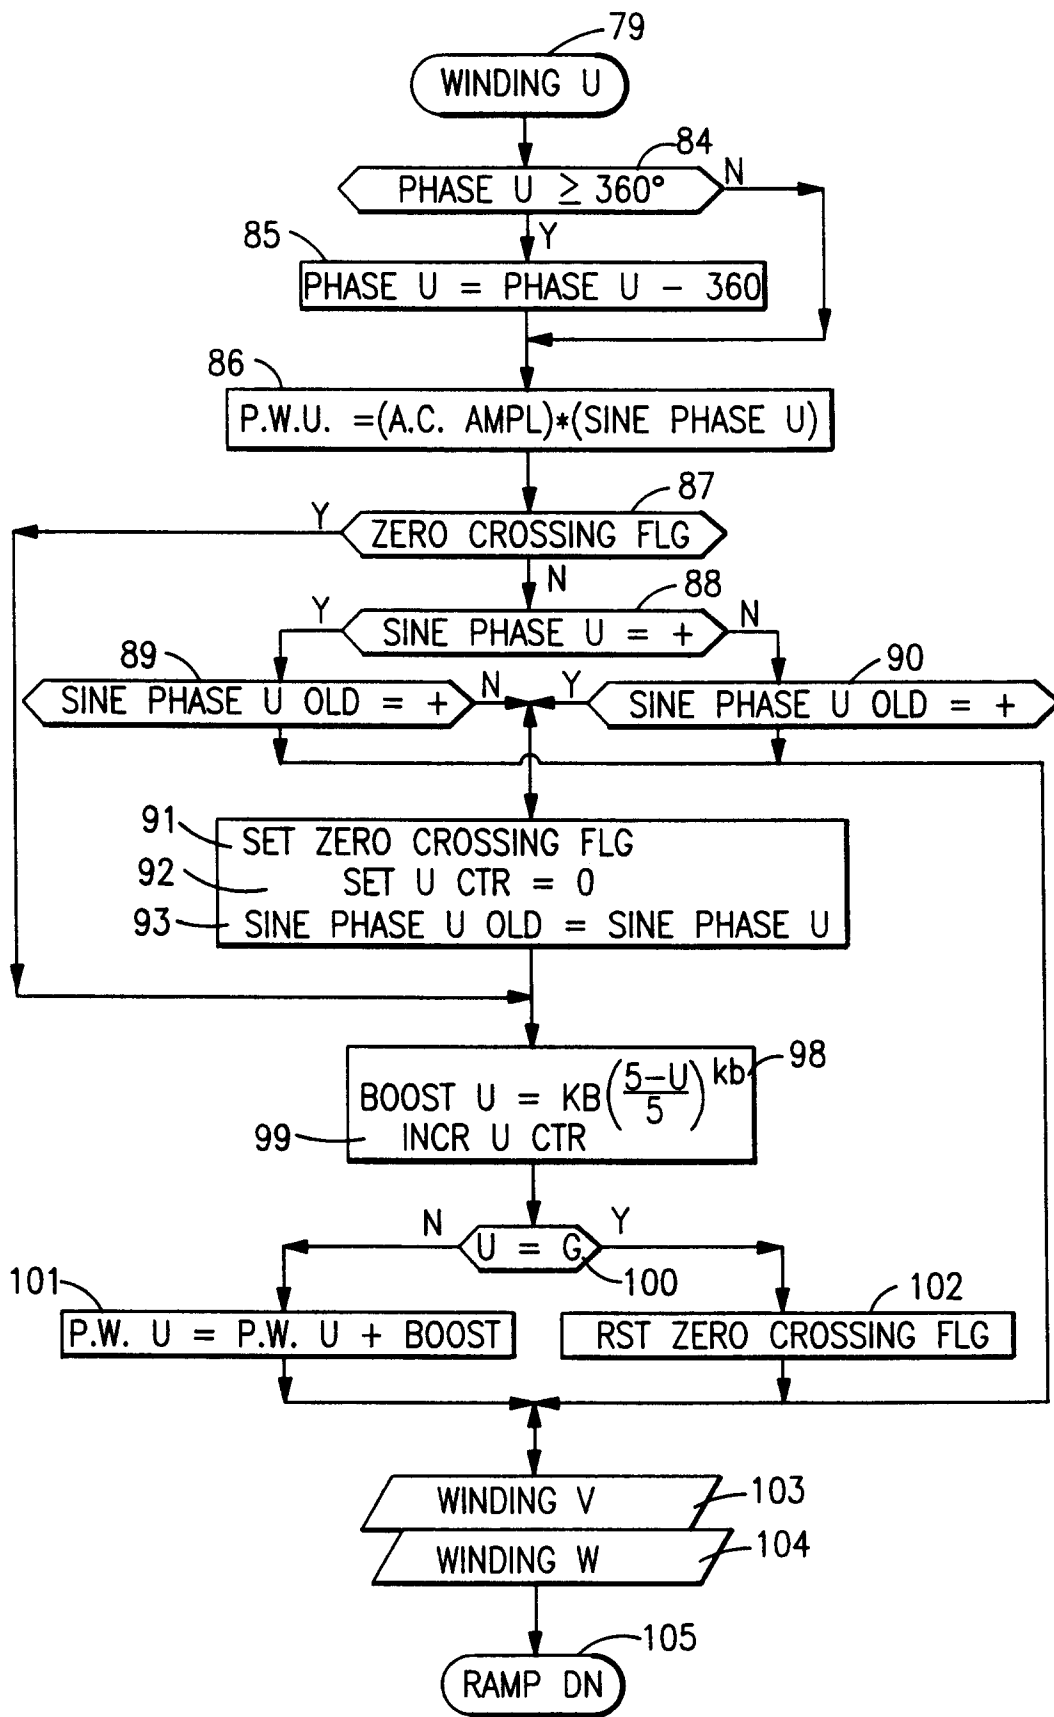 79
WINDING U
84
PHASE U ≥ 360°
N
Y
85
PHASE U = PHASE U - 360
86
P.W.U. =(A.C. AMPL)*(SINE PHASE U)
87
Y
ZERO CROSSING FLG
N
88
Y
SINE PHASE U = +
N
89
90
SINE PHASE U OLD = +
N
Y
SINE PHASE U OLD = +
91
SET ZERO CROSSING FLG
92
SET U CTR = 0
93
SINE PHASE U OLD = SINE PHASE U
98
BOOST U = KB(5-U/5)kb
99
INCR U CTR
N
Y
U = G
100
101
102
P.W. U = P.W. U + BOOST
RST ZERO CROSSING FLG
WINDING V
103
WINDING W
104
105
RAMP DN